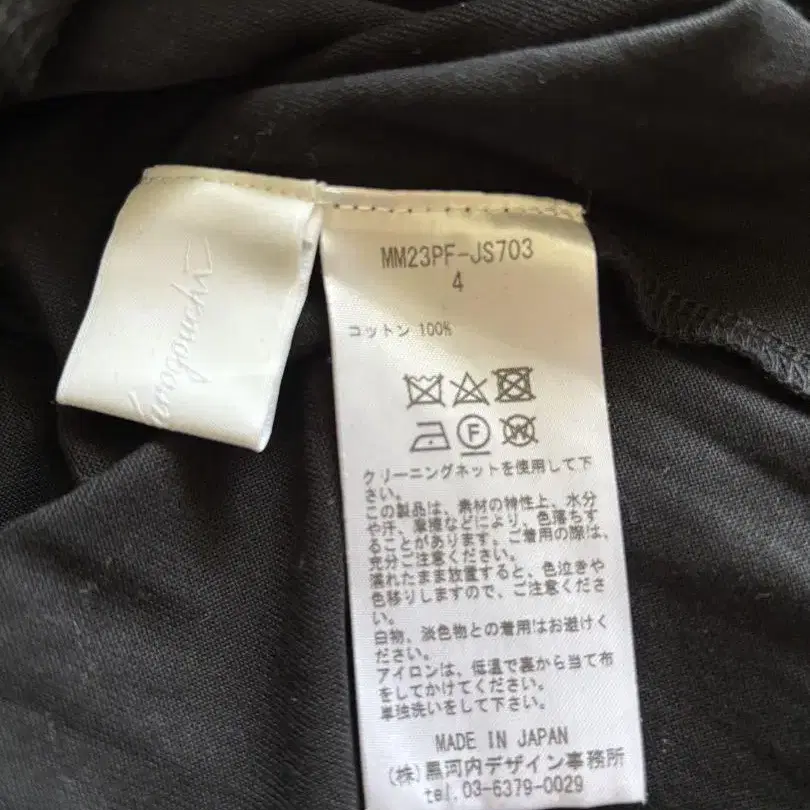 Kurogouchi
MM23PF-JS703
4
コットン 100%
F
W
クリーニングネットを使用して下
さい。
この製品は、素材の特性上、水分
や汗、摩擦などにより、色落ちす
ることがあります、ご着用の際は、
充分ご注意ください。
濡れたまま放置すると、色泣きや
色移りしますので、ご注意くださ
い。
白物、淡色物との着用はお避けく
ださい。
アイロンは、低温で裏から当て布
をしてかけてください。
単独洗いをして下さい。
MADE IN JAPAN
(株)黒河内デザイン事務所
tel.03-6379-0029